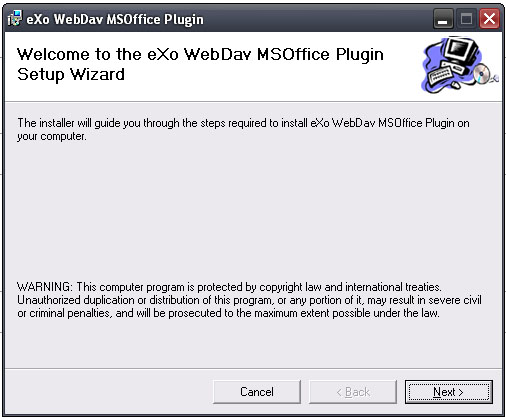 eXo WebDav MSOffice Plugin
Welcome to the eXo WebDav MSOffice Plugin
Setup Wizard
The installer will guide you through the steps required to install eXo WebDav MSOffice Plugin on
your computer.
WARNING: This computer program is protected by copyright law and international treaties.
Unauthorized duplication or distribution of this program, or any portion of it, may result in severe civil
or criminal penalties, and will be prosecuted to the maximum extent possible under the law.
Cancel
< Back
Next >